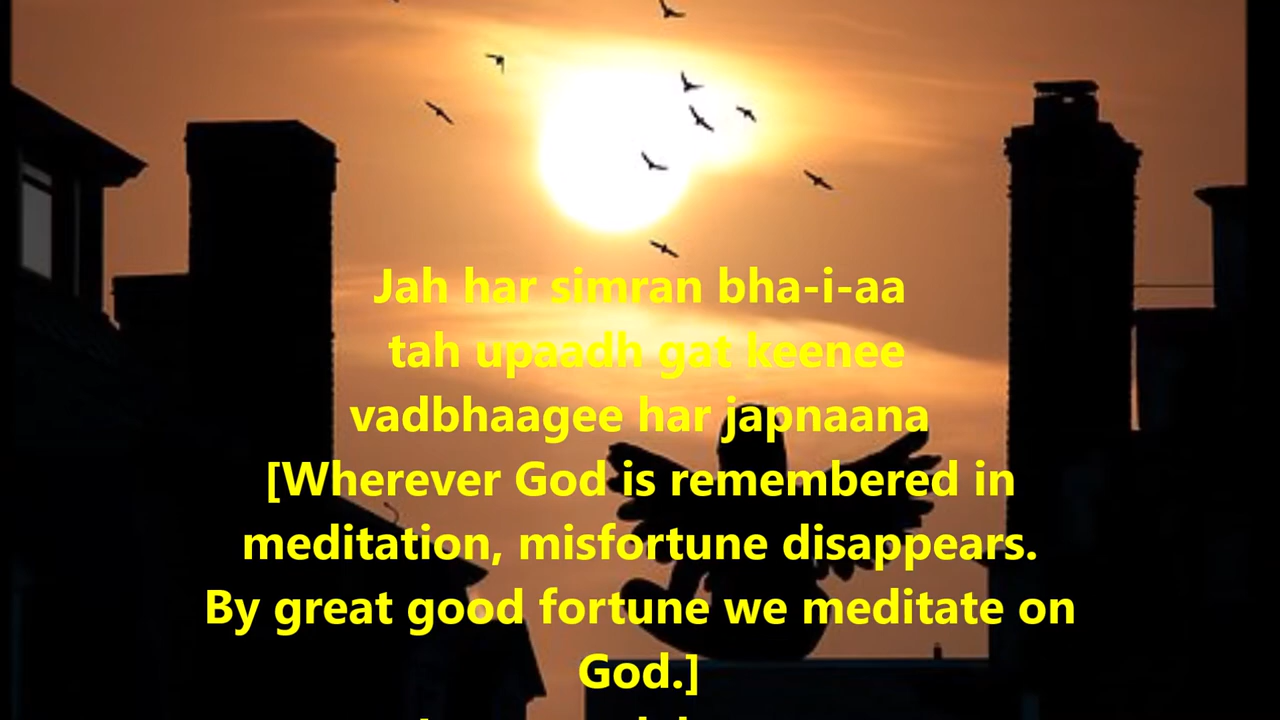 Jah har simran bha-i-aa
tah upaadh gat keenee
vadbhaagee har japnaana
[Wherever God is remembered in
meditation, misfortune disappears.
By great good fortune we meditate on
God.]